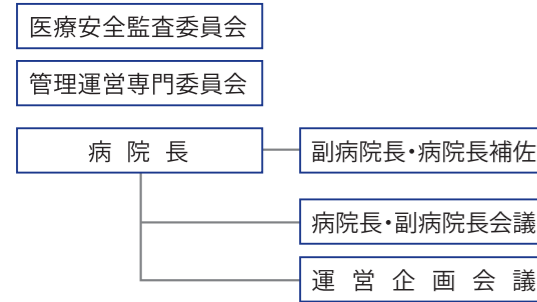 医療安全監査委員会
管理運営専門委員会
病院長
副病院長・病院長補佐
病院長・副病院長会議
運営企画会議